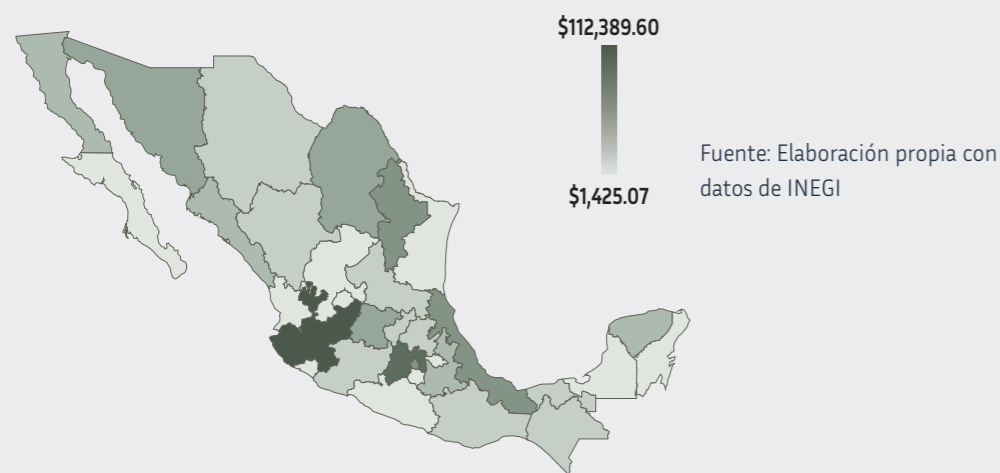 $112,389.60
$1,425.07
Fuente: Elaboración propia con
datos de INEGI